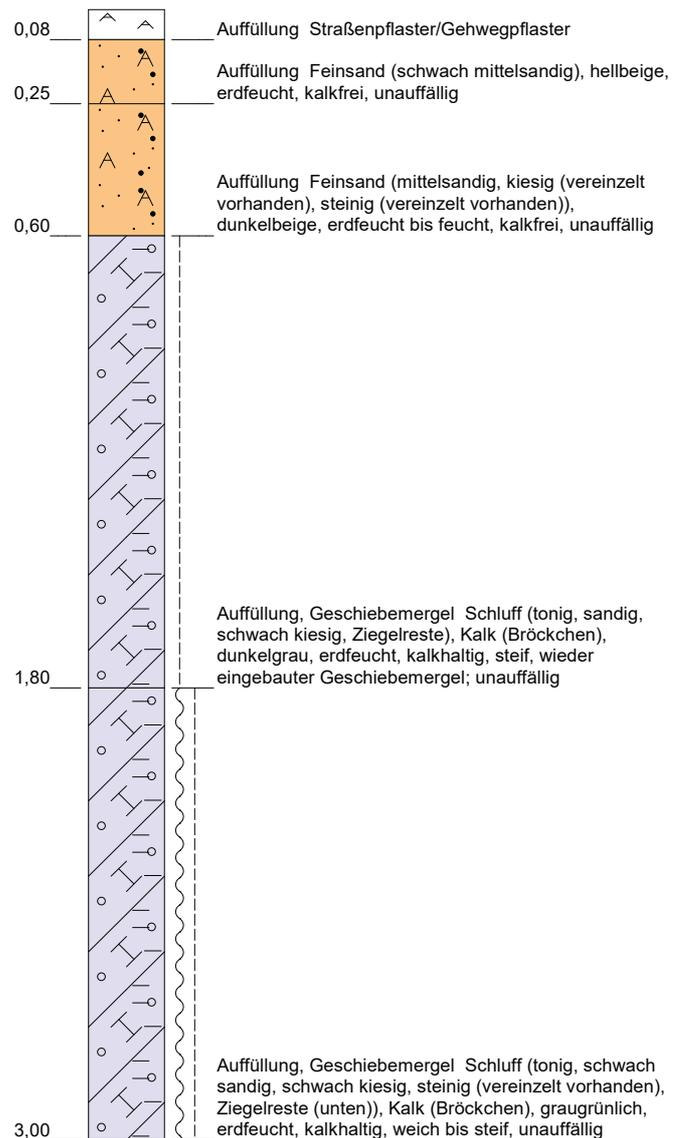 0,08
Auffüllung  Straßenpflaster/Gehwegpflaster
Auffüllung  Feinsand (schwach mittelsandig), hellbeige,
0,25
erdfeucht, kalkfrei, unauffällig
Auffüllung  Feinsand (mittelsandig, kiesig (vereinzelt
vorhanden), steinig (vereinzelt vorhanden)),
0,60
dunkelbeige, erdfeucht bis feucht, kalkfrei, unauffällig
Auffüllung, Geschiebemergel  Schluff (tonig, sandig,
schwach kiesig, Ziegelreste), Kalk (Bröckchen),
dunkelgrau, erdfeucht, kalkhaltig, steif, wieder
1,80
eingebauter Geschiebemergel; unauffällig
Auffüllung, Geschiebemergel  Schluff (tonig, schwach
sandig, schwach kiesig, steinig (vereinzelt vorhanden),
Ziegelreste (unten)), Kalk (Bröckchen), graugrünlich,
3,00
erdfeucht, kalkhaltig, weich bis steif, unauffällig